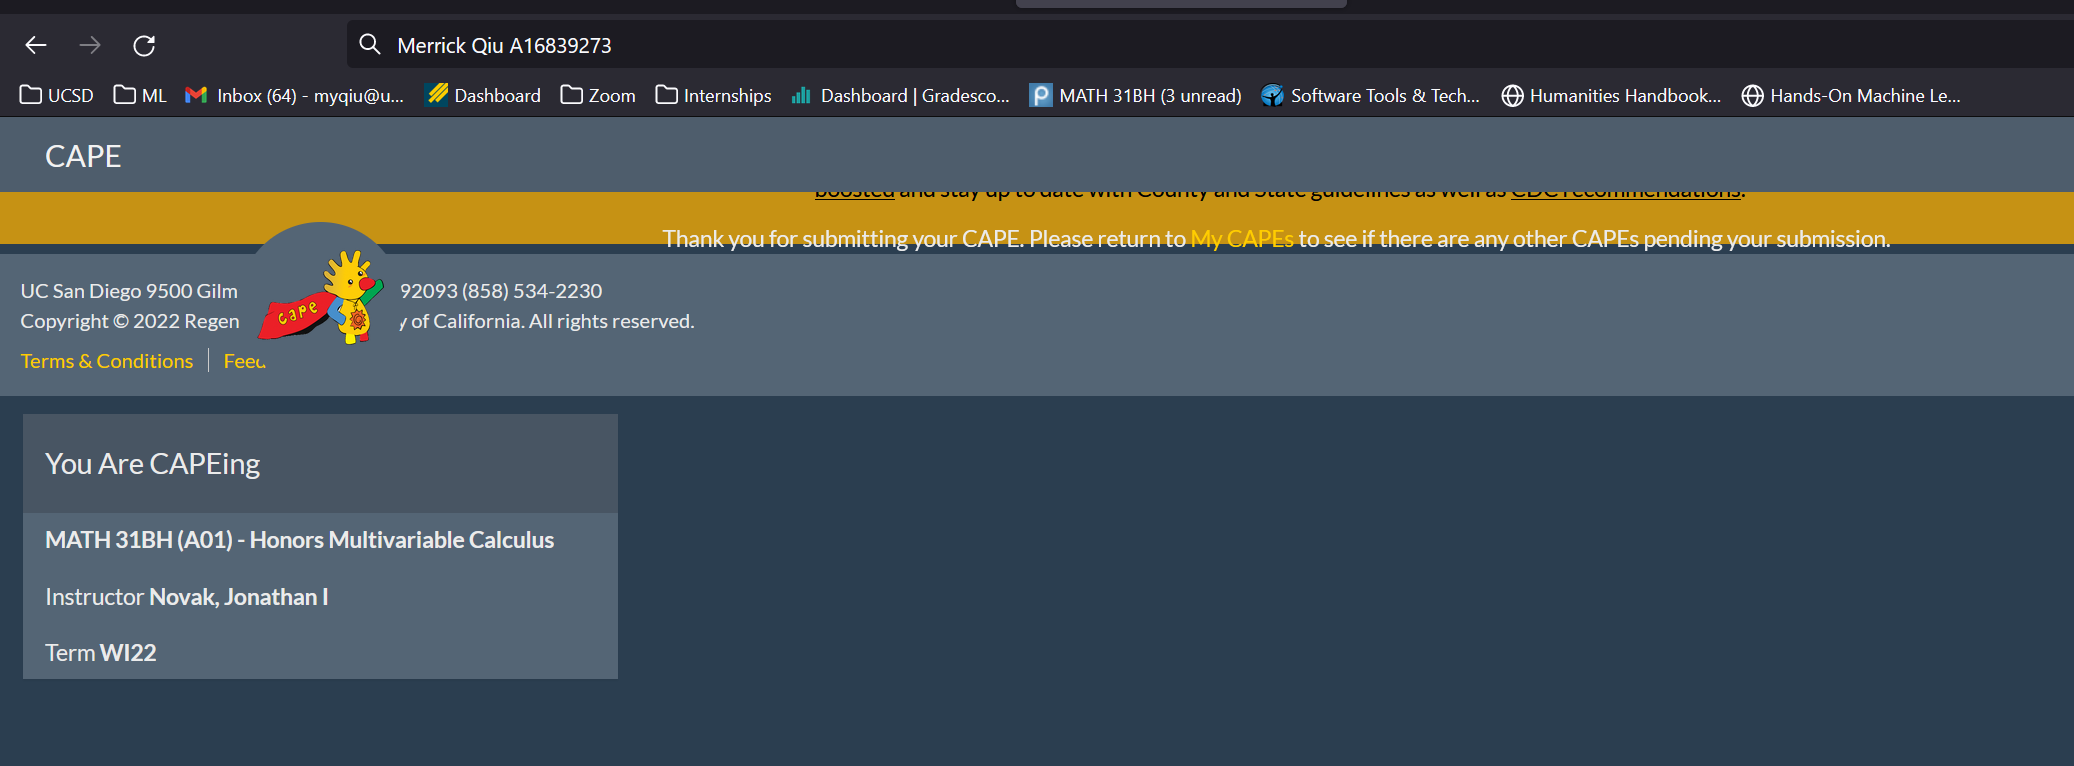 Merrick Qiu A16839273
UCSD ML Inbox (64) - myqiu@u... Dashboard Zoom Internships Dashboard | Gradesco... MATH 31BH (3 unread) Software Tools & Tech... Humanities Handbook... Hands-On Machine Le...
CAPE
boosted and stay up to date with County and State guidelines as well as CDC recommendations.
Thank you for submitting your CAPE. Please return to My CAPEs to see if there are any other CAPEs pending your submission.
cape
UC San Diego 9500 Gilm 92093 (858) 534-2230
Copyright © 2022 Regen y of California. All rights reserved.
Terms & Conditions Feed
You Are CAPEing
MATH 31BH (A01) - Honors Multivariable Calculus
Instructor Novak, Jonathan I
Term WI22